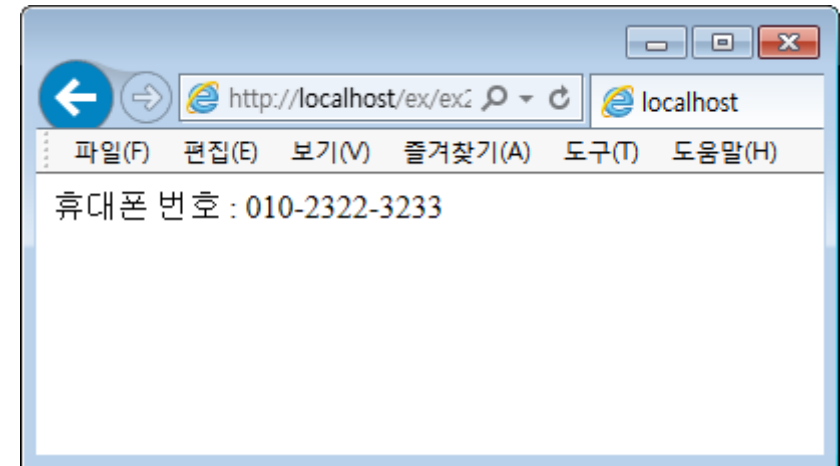 http://localhost/ex/ex2 localhost
파일(F) 편집(E) 보기(V) 즐겨찾기(A) 도구(T) 도움말(H)
휴대폰 번호 : 010-2322-3233